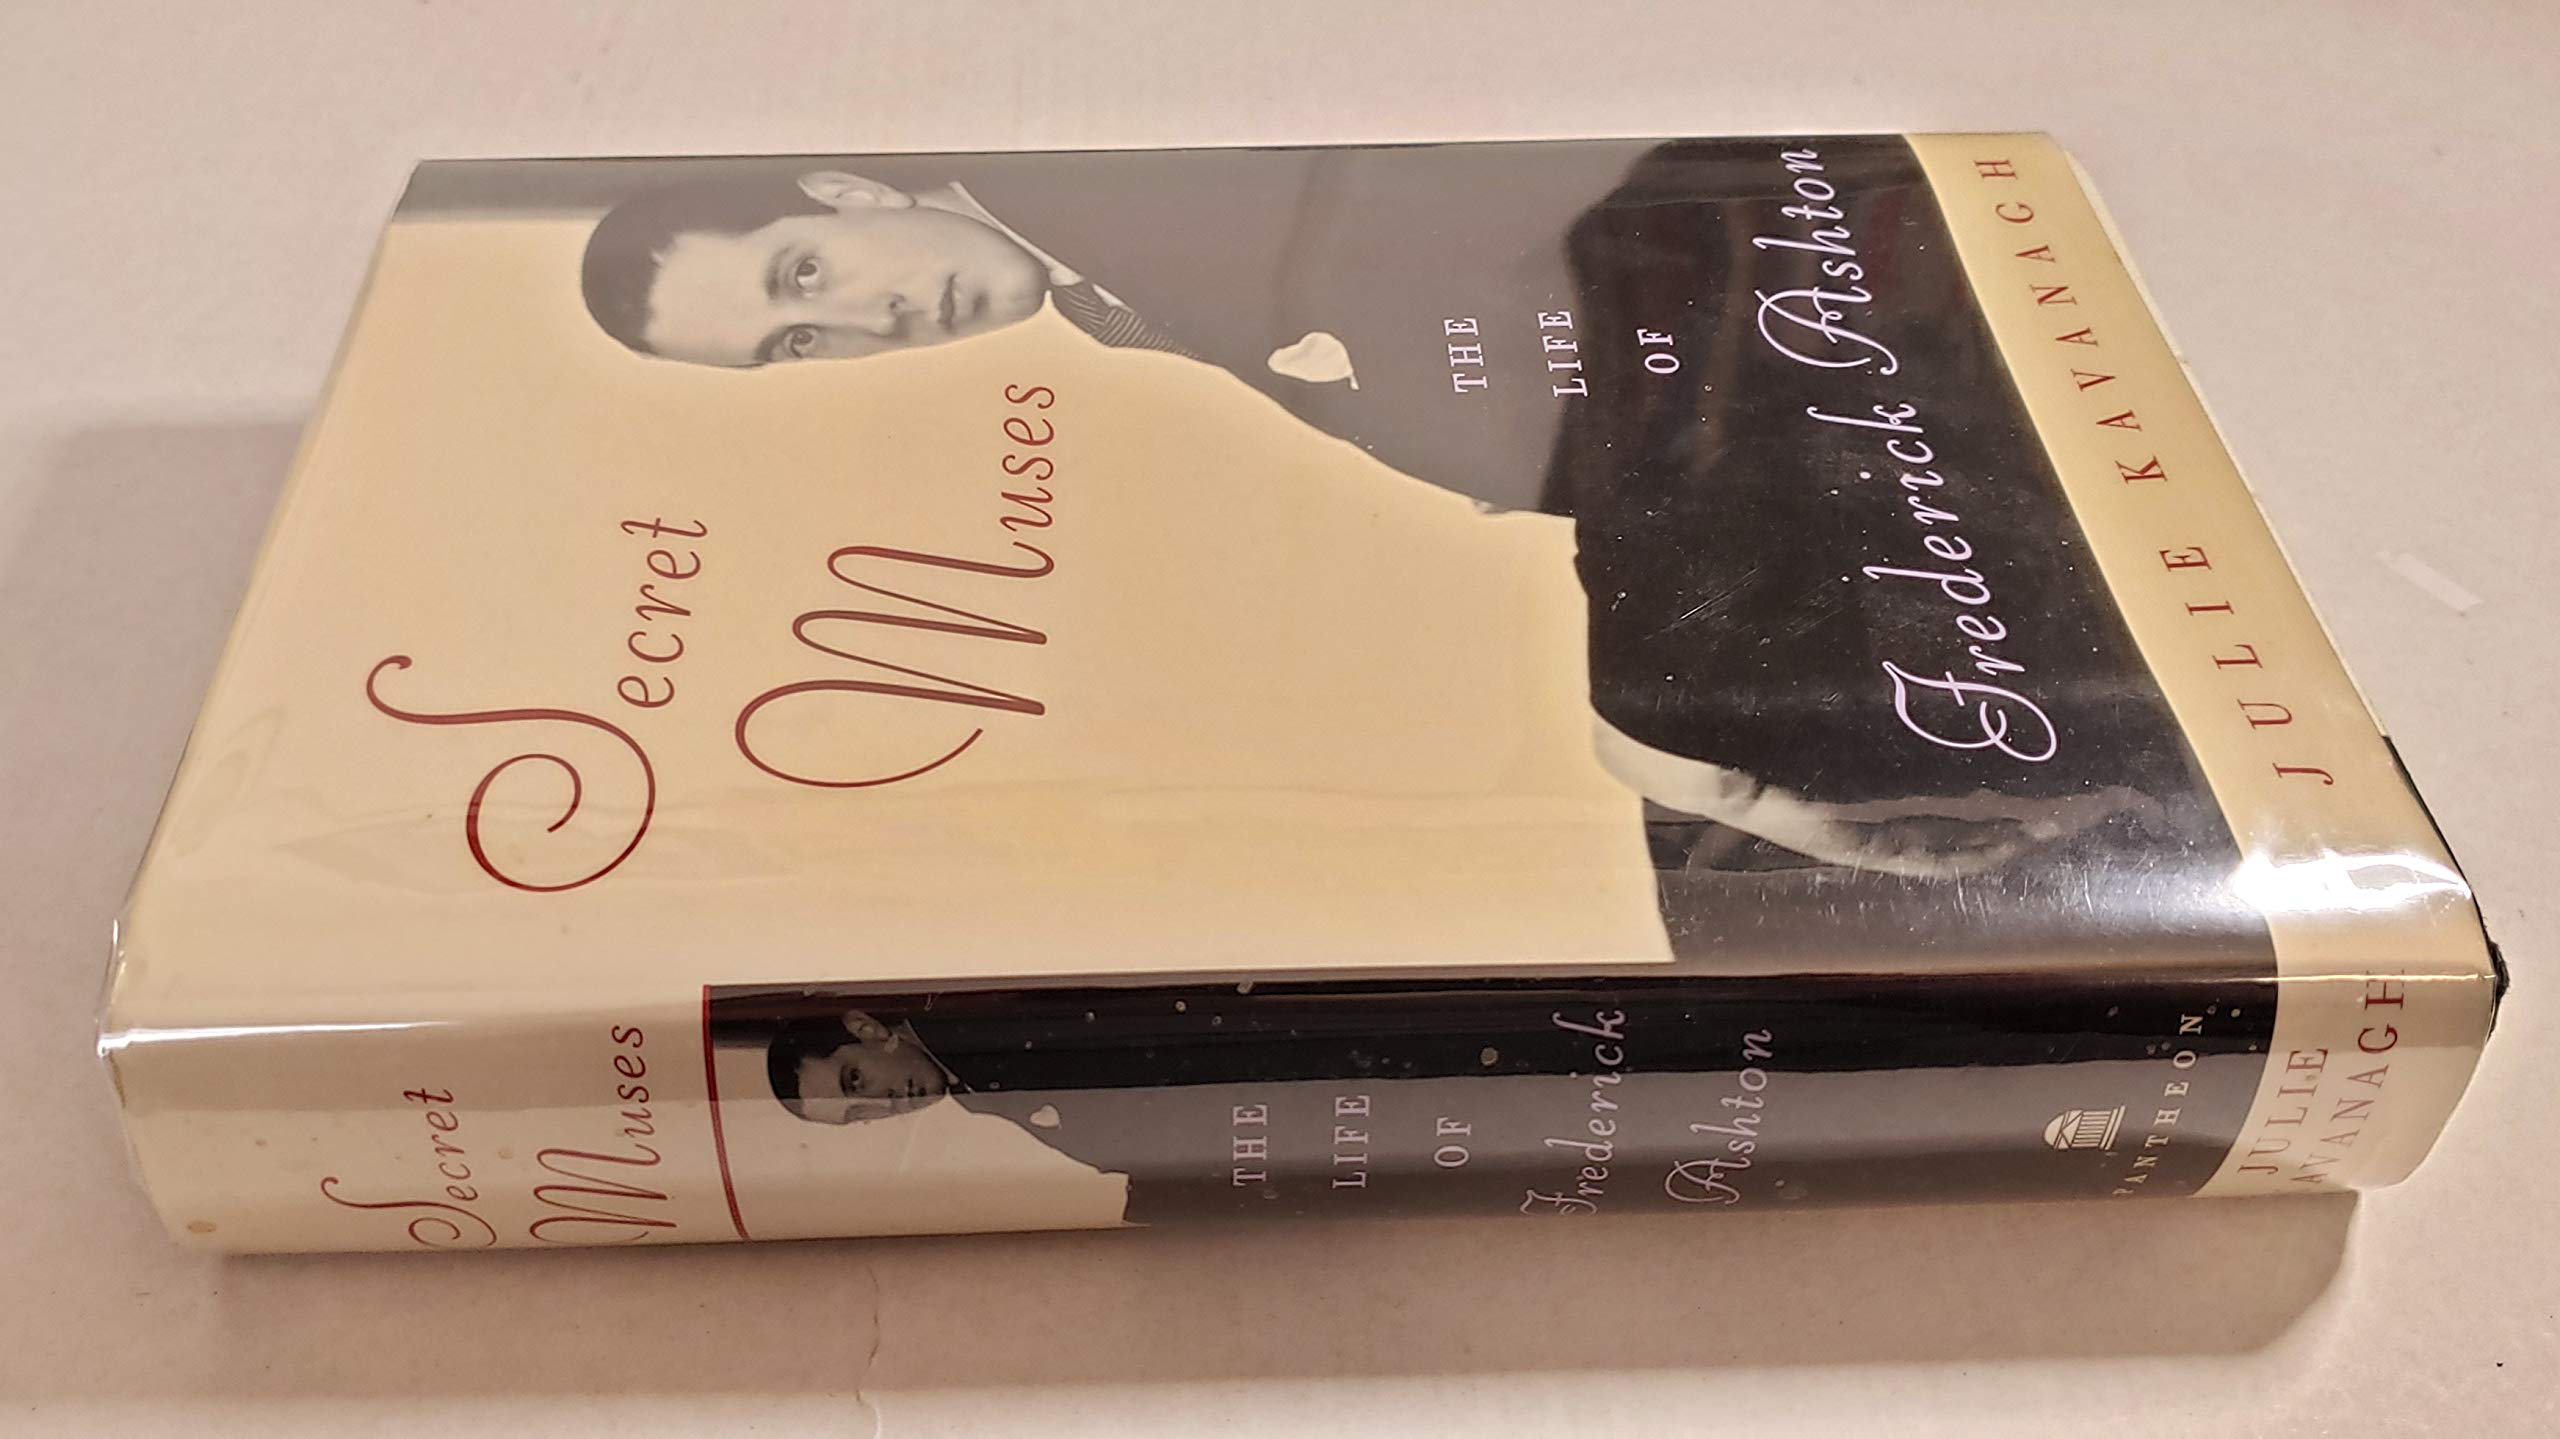 Secret
Muses
THE
LIFE
OF
Frederick Ashton
JULIE KAVANAGH
Secret
Muses
THE
LIFE
OF
Frederick
Ashton
PANTHEON
JULIE
KAVANAGH